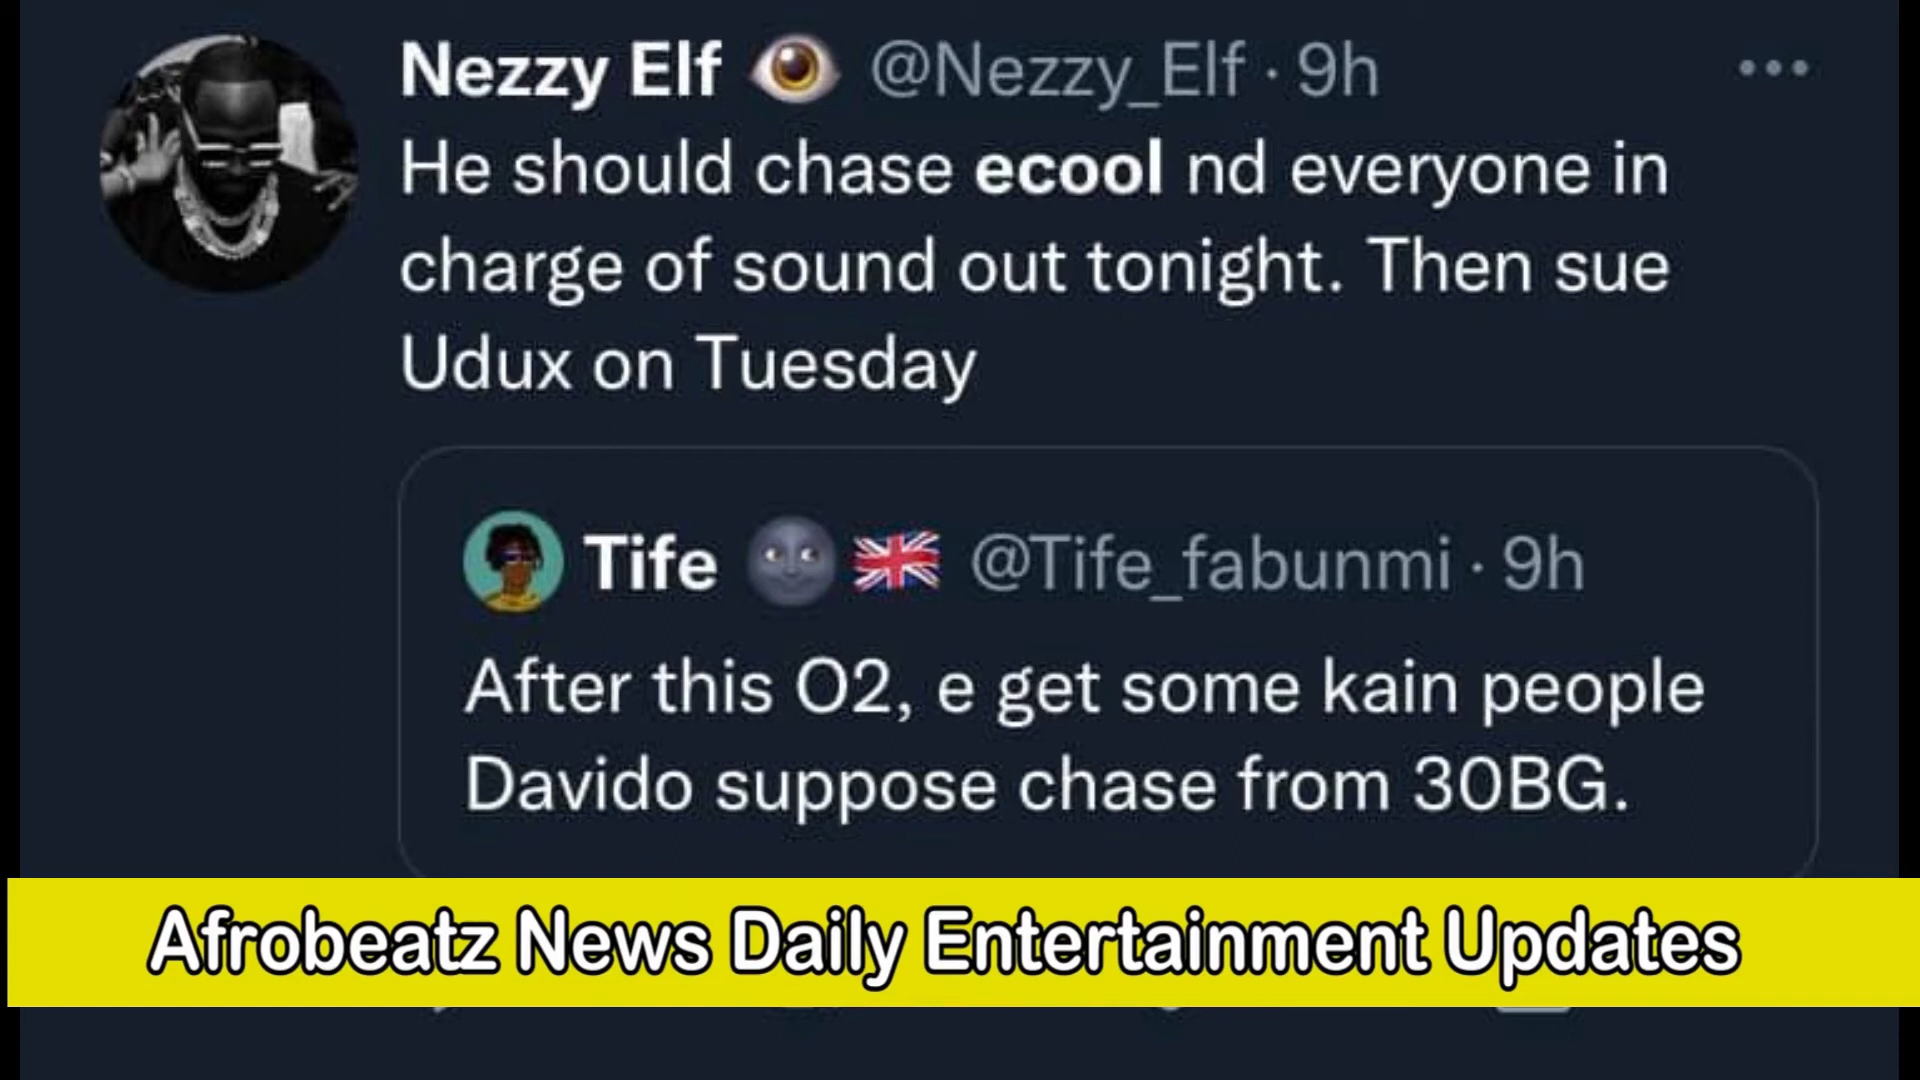 Nezzy Elf 👁 @Nezzy_Elf · 9h
He should chase ecool nd everyone in
charge of sound out tonight. Then sue
Udux on Tuesday
Tife 🌚🇬🇧 @Tife_fabunmi · 9h
After this O2, e get some kain people
Davido suppose chase from 30BG.
Afrobeatz News Daily Entertainment Updates